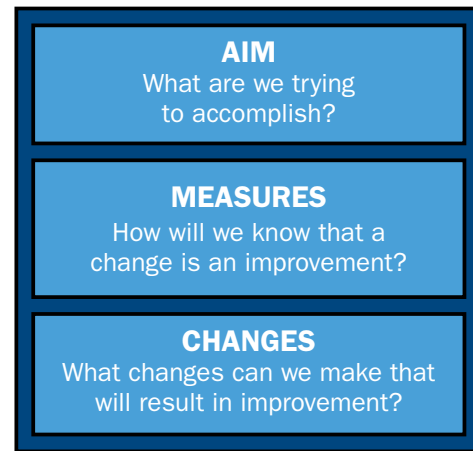 AIM
What are we trying
to accomplish?
MEASURES
How will we know that a
change is an improvement?
CHANGES
What changes can we make that
will result in improvement?